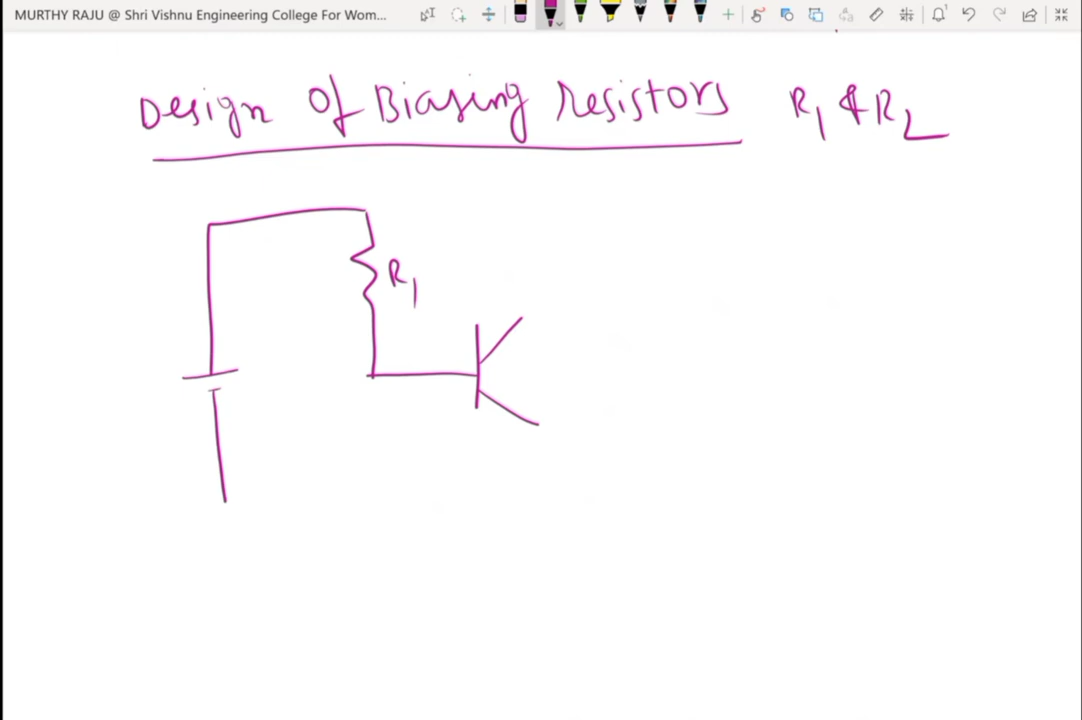 MURTHY RAJU @ Shri Vishnu Engineering College For Wom...
Design Of Biasing resistors R1 & R2
R1